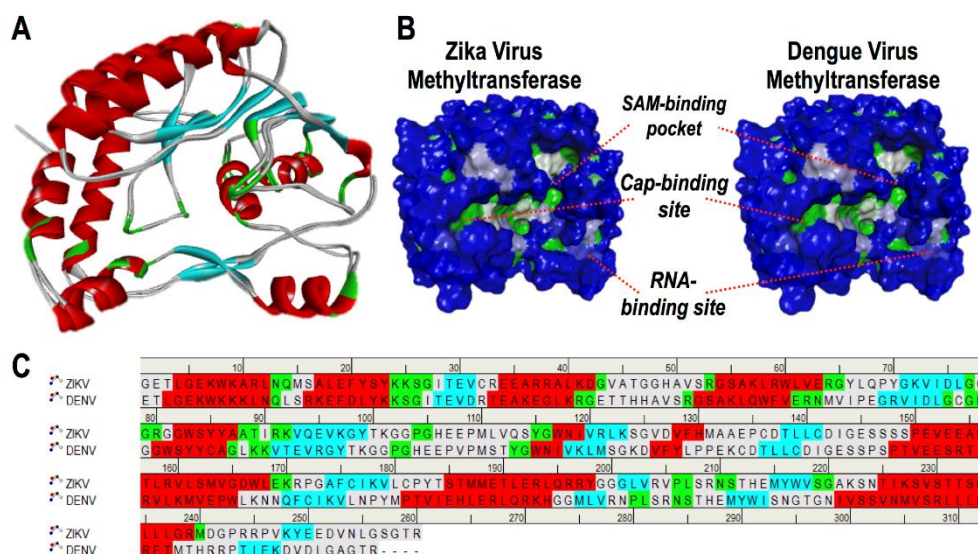 A
B
Zika Virus
Methyltransferase
Dengue Virus
Methyltransferase
SAM-binding
pocket
Cap-binding
site
RNA-
binding site
C
10 20 30 40 50 60 70
ZIKV GETLGEKWKARLNQMSALEFYSYKKSGITEVCREEARRALKDGVATGGHAVSRGSAKLRWLVERGYLQPYGKVIDLGC
DENV ETLGEKWKKKLNQLSRKEFDLYKKSGITEVDRTEAKEGLKRGETTHHAVSRGSAKLQWFVERNMVIPEGRVIDLGCG
80 90 100 110 120 130 140 150
ZIKV GRGGWSYYAATIRKVQEVKGYTKGGPGHEEPMLVQSYGWNIVRLKSGVDVFHMAAEPCDTLLCDIGESSSSPEVEEA
DENV GGWSYYCAGLKKVTEVRGYTKGGPGHEEPVPMSTYGWNIVKLMSGKDVFYLPPEKCDTLLCDIGESSPSPTVEESRT
160 170 180 190 200 210 220 230
ZIKV TLRVLSMVGDWLEKRPGAFCIKVLCPYTSTMMETLERLQRRYGGGLVRVPLSRNSTHEMYWVSGAKSNTIKSVSTTS
DENV RVLKMVEPWLKNNQFCIKVLNPYMPTVIEHLERLQRKHGGMLVRNPLSRNSTHEMYWISNGTGNIVSSVNMVSRLL
240 250 260 270 280 290 300 310
ZIKV LLLGRMDGPRRPVKYEEDVNLGSGTR
DENV RFTMTHRRPTIEKDVDLGAGTR----